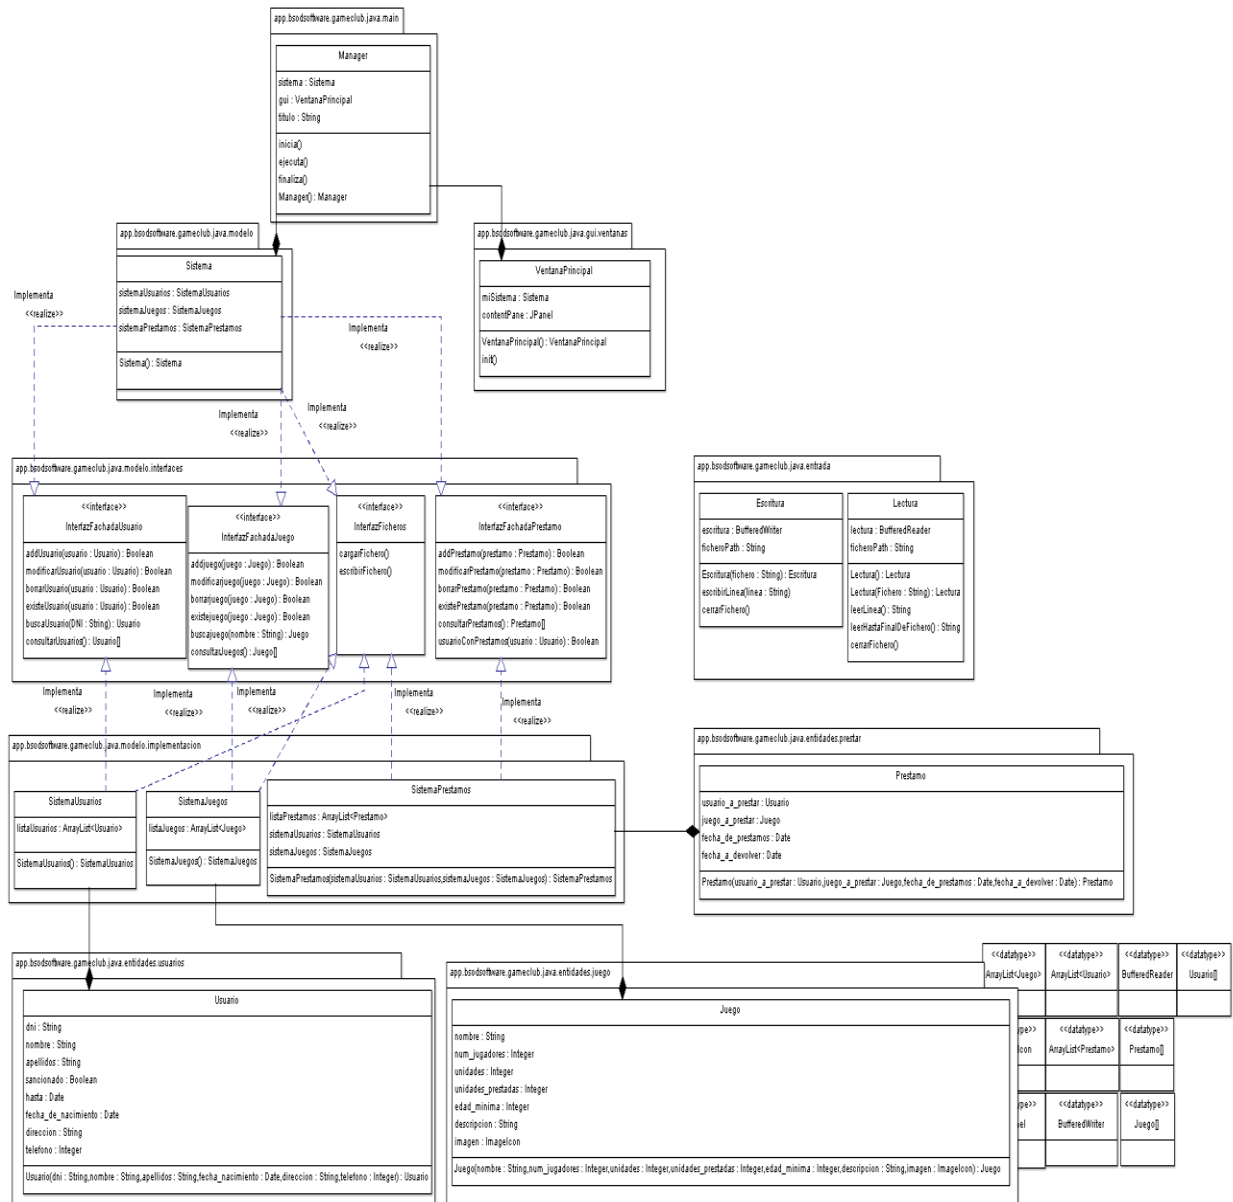 app.bsodsoftware.gameclub.java.main
Manager
sistema : Sistema
gui : VentanaPrincipal
titulo : String
inicia()
ejecuta()
finaliza()
Manager() : Manager
app.bsodsoftware.gameclub.java.modelo
Sistema
sistemaUsuarios : SistemaUsuarios
sistemaJuegos : SistemaJuegos
sistemaPrestamos : SistemaPrestamos
Sistema() : Sistema
app.bsodsoftware.gameclub.java.gui.ventanas
VentanaPrincipal
miSistema : Sistema
contentPane : JPanel
VentanaPrincipal() : VentanaPrincipal
init()
Implementa
<<realize>>
Implementa
<<realize>>
Implementa
<<realize>>
Implementa
<<realize>>
app.bsodsoftware.gameclub.java.modelo.interfaces
<<interface>>
InterfazFachadaUsuario
addUsuario(usuario : Usuario) : Boolean
modificarUsuario(usuario : Usuario) : Boolean
borrarUsuario(usuario : Usuario) : Boolean
existeUsuario(usuario : Usuario) : Boolean
buscaUsuario(DNI : String) : Usuario
consultarUsuarios() : Usuario[]
<<interface>>
InterfazFachadaJuego
addjuego(juego : Juego) : Boolean
modificarjuego(juego : Juego) : Boolean
borrarjuego(juego : Juego) : Boolean
existejuego(juego : Juego) : Boolean
buscajuego(nombre : String) : Juego
consultasJuegos() : Juego[]
<<interface>>
InterfazFicheros
cargarFichero()
escribirFichero()
<<interface>>
InterfazFachadaPrestamo
addPrestamo(prestamo : Prestamo) : Boolean
modificarPrestamo(prestamo : Prestamo) : Boolean
borrarPrestamo(prestamo : Prestamo) : Boolean
existePrestamo(prestamo : Prestamo) : Boolean
consultarPrestamos() : Prestamo[]
usuarioConPrestamos(usuario : Usuario) : Boolean
app.bsodsoftware.gameclub.java.entrada
Escritura
escritura : BufferedWriter
ficheroPath : String
Escritura(fichero : String) : Escritura
escribirLinea(linea : String)
cerrarFichero()
Lectura
lectura : BufferedReader
ficheroPath : String
Lectura() : Lectura
Lectura(Fichero : String) : Lectura
leerLinea() : String
leerHastaFinalDeFichero() : String
cerrarFichero()
Implementa
<<realize>>
Implementa
<<realize>>
Implementa
<<realize>>
Implementa
<<realize>>
Implementa
<<realize>>
app.bsodsoftware.gameclub.java.modelo.implementacion
SistemaUsuarios
listaUsuarios : ArrayList<Usuario>
SistemaUsuarios() : SistemaUsuarios
SistemaJuegos
listaJuegos : ArrayList<Juego>
SistemaJuegos() : SistemaJuegos
SistemaPrestamos
listaPrestamos : ArrayList<Prestamo>
sistemaUsuarios : SistemaUsuarios
sistemaJuegos : SistemaJuegos
SistemaPrestamos(sistemaUsuarios : SistemaUsuarios,sistemaJuegos : SistemaJuegos) : SistemaPrestamos
app.bsodsoftware.gameclub.java.entidades.prestar
Prestamo
usuario_a_prestar : Usuario
juego_a_prestar : Juego
fecha_de_prestamos : Date
fecha_a_devolver : Date
Prestamo(usuario_a_prestar : Usuario,juego_a_prestar : Juego,fecha_de_prestamos : Date,fecha_a_devolver : Date) : Prestamo
app.bsodsoftware.gameclub.java.entidades.usuarios
Usuario
dni : String
nombre : String
apellidos : String
sancionado : Boolean
hasta : Date
fecha_de_nacimiento : Date
direccion : String
telefono : Integer
Usuario(dni : String,nombre : String,apellidos : String,fecha_nacimiento : Date,direccion : String,telefono : Integer) : Usuario
app.bsodsoftware.gameclub.java.entidades.juego
Juego
nombre : String
num_jugadores : Integer
unidades : Integer
unidades_prestadas : Integer
edad_minima : Integer
descripcion : String
imagen : ImageIcon
Juego(nombre : String,num_jugadores : Integer,unidades : Integer,unidades_prestadas : Integer,edad_minima : Integer,descripcion : String,imagen : ImageIcon) : Juego
<<datatype>>
ArrayList<Juego>
<<datatype>>
ArrayList<Usuario>
<<datatype>>
BufferedReader
<<datatype>>
Usuario[]
ype>>
Icon
<<datatype>>
ArrayList<Prestamo>
<<datatype>>
Prestamo[]
ype>>
el
<<datatype>>
BufferedWriter
<<datatype>>
Juego[]